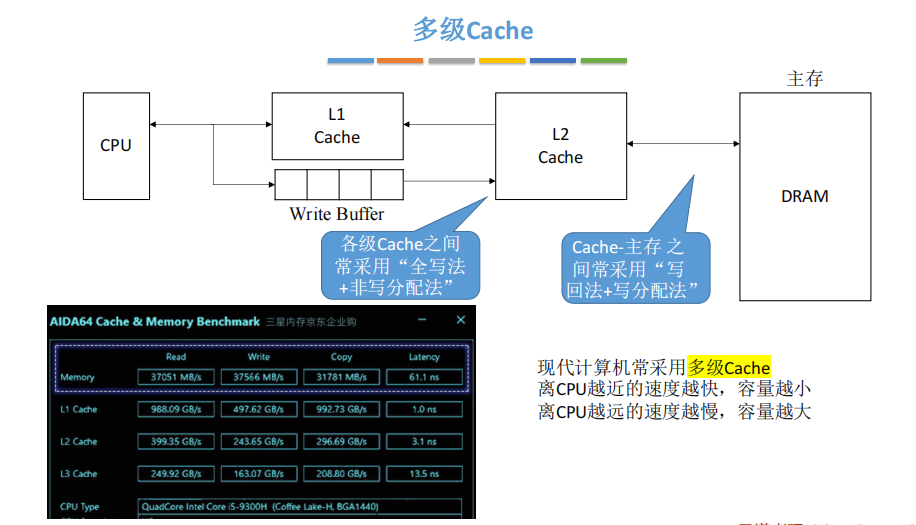 多级Cache
主存
CPU
L1
Cache
L2
Cache
DRAM
Write Buffer
各级Cache之间
常采用“全写法
+非写分配法”
Cache-主存 之
间常采用“写
回法+写分配法”
AIDA64 Cache & Memory Benchmark 三星内存京东企业购
Read Write Copy Latency
Memory 37051 MB/s 37566 MB/s 31781 MB/s 61.1 ns
L1 Cache 988.09 GB/s 497.62 GB/s 992.73 GB/s 1.0 ns
L2 Cache 399.35 GB/s 243.65 GB/s 296.69 GB/s 3.1 ns
L3 Cache 249.92 GB/s 163.07 GB/s 208.80 GB/s 13.5 ns
CPU Type QuadCore Intel Core i5-9300H (Coffee Lake-H, BGA1440)
现代计算机常采用多级Cache
离CPU越近的速度越快，容量越小
离CPU越远的速度越慢，容量越大